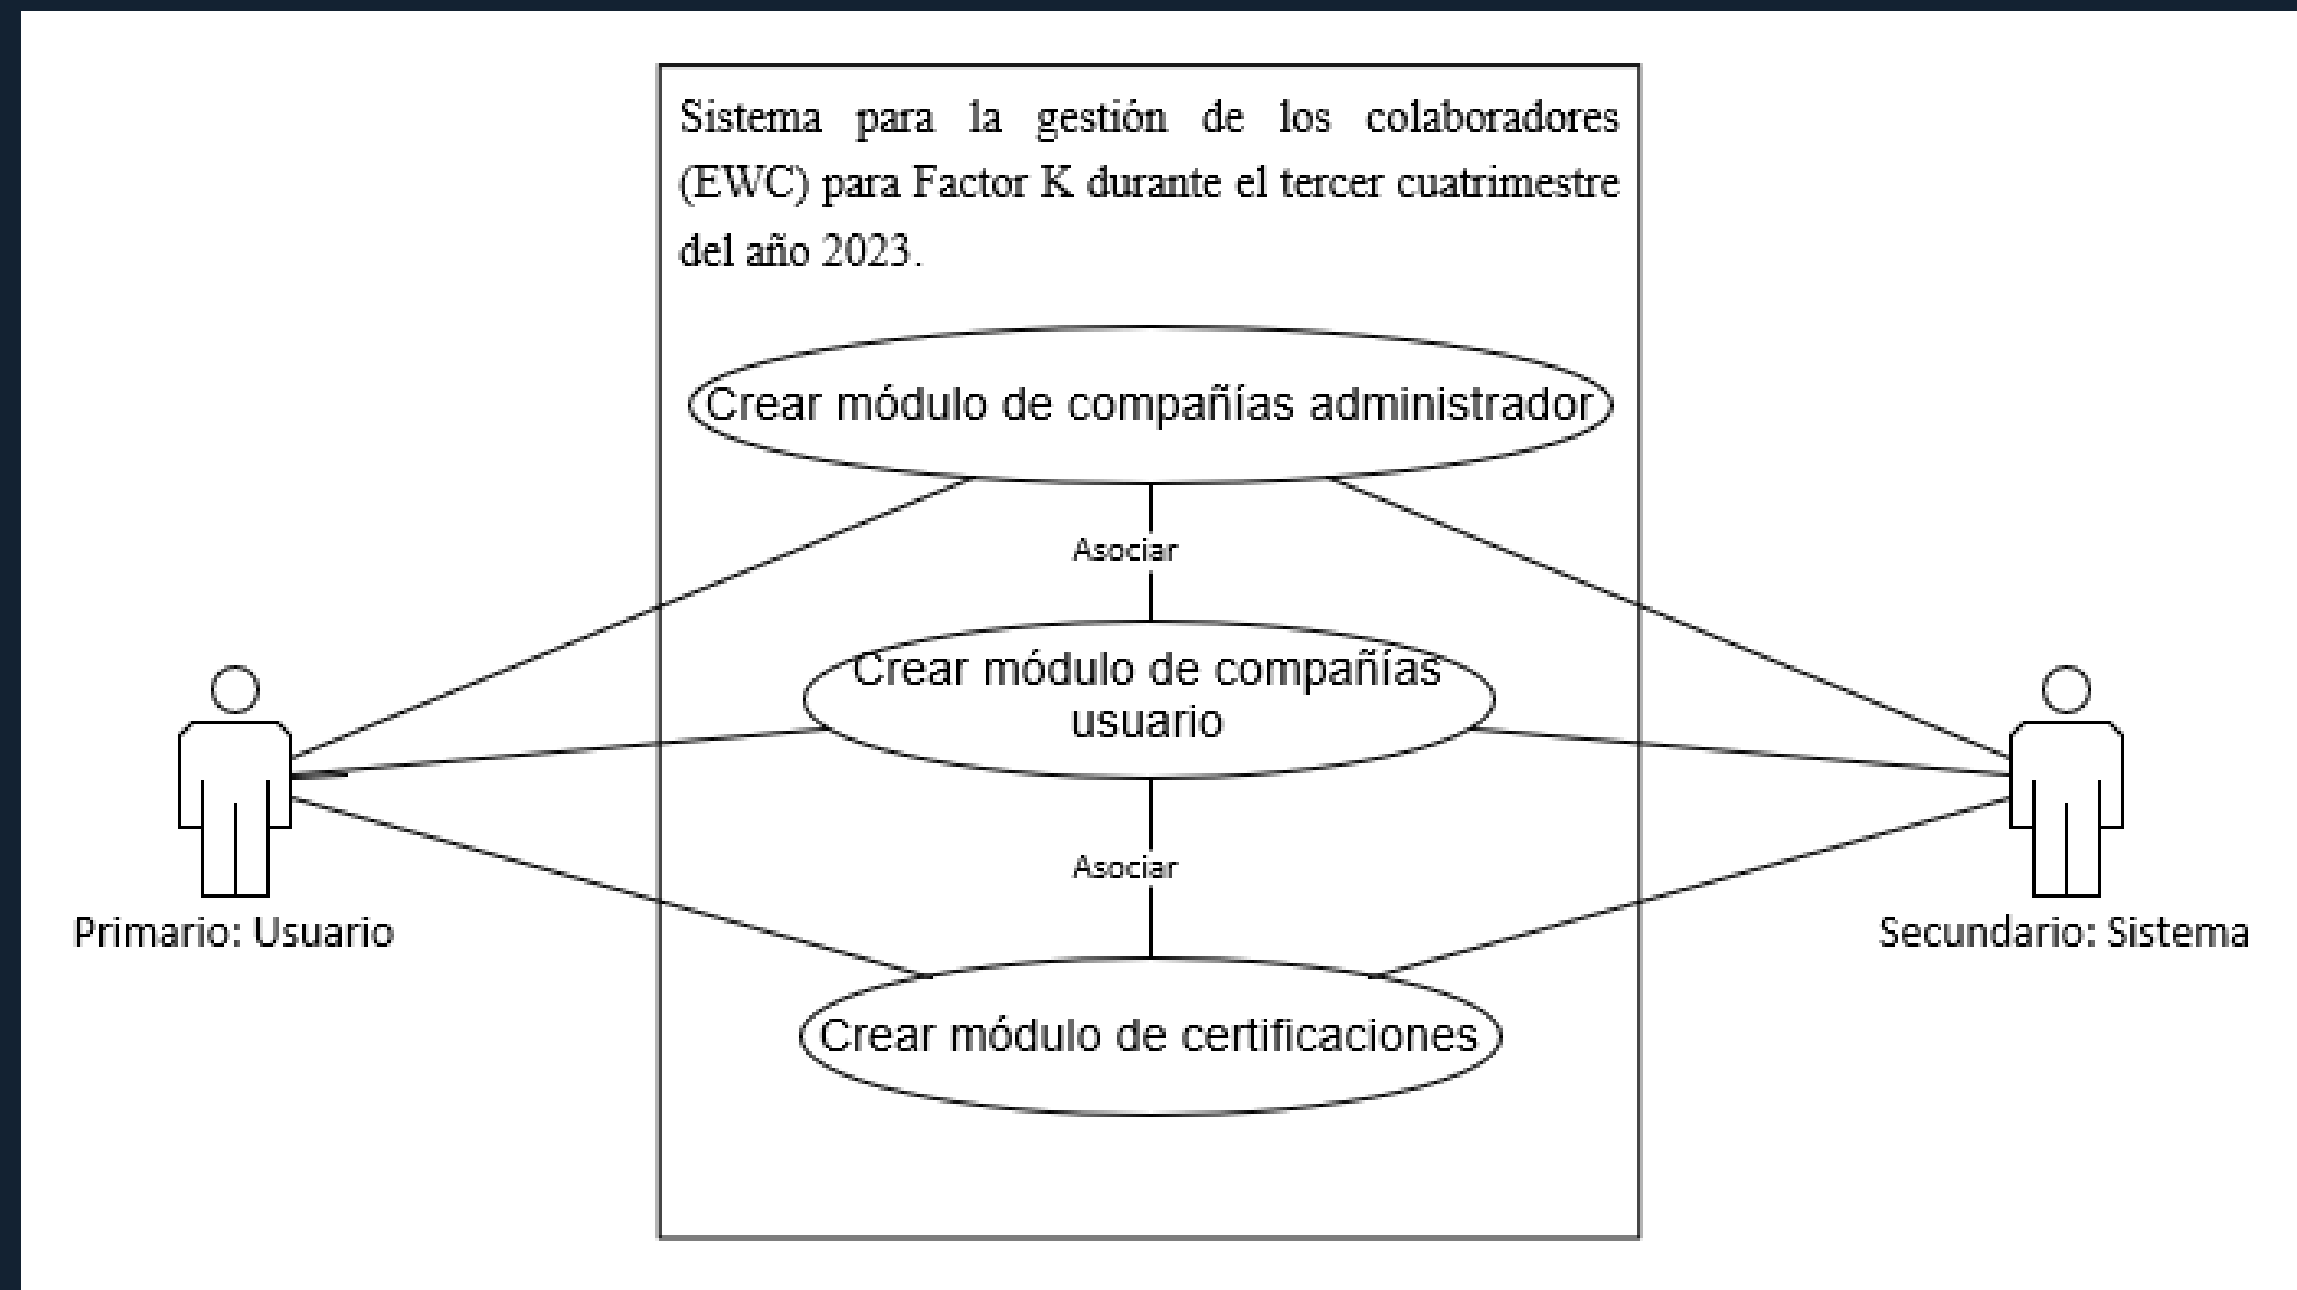 Sistema para la gestión de los colaboradores
(EWC) para Factor K durante el tercer cuatrimestre
del año 2023.
Crear módulo de compañías administrador
Asociar
Crear módulo de compañías
usuario
Asociar
Primario: Usuario
Secundario: Sistema
Crear módulo de certificaciones